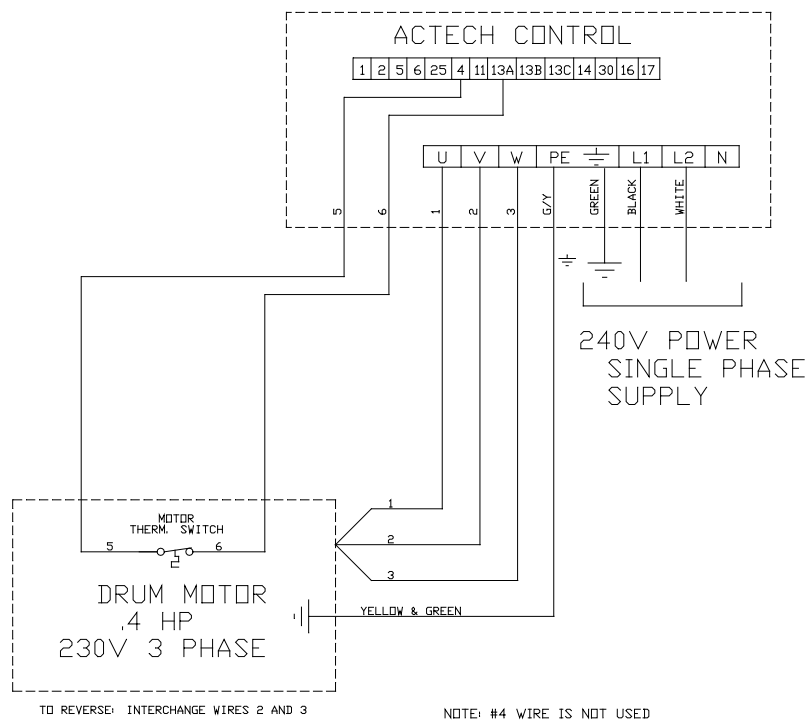 ACTECH CONTROL
1 2 5 6 25 4 11 13A 13B 13C 14 30 16 17
U V W PE L1 L2 N
5 6 1 2 3 G/Y GREEN BLACK WHITE
240V POWER
SINGLE PHASE
SUPPLY
1
MOTOR
THERM. SWITCH
5 6
2
3
DRUM MOTOR
.4 HP
230V 3 PHASE
YELLOW & GREEN
TO REVERSE: INTERCHANGE WIRES 2 AND 3
NOTE: #4 WIRE IS NOT USED